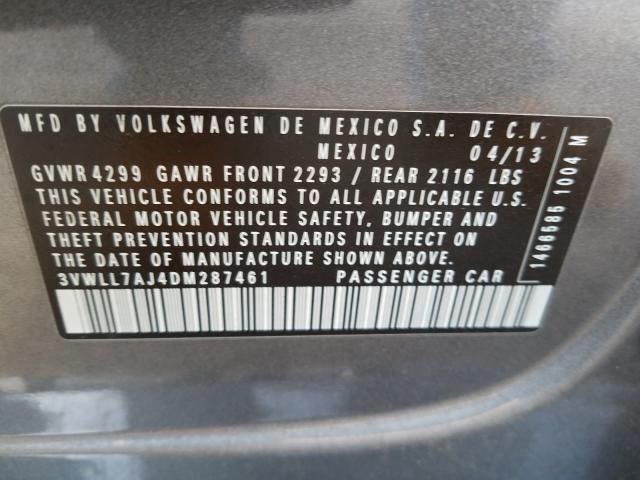 MFD BY VOLKSWAGEN DE MEXICO S.A. DE C.V.
MEXICO 04/13
GVWR 4299 GAWR FRONT 2293 / REAR 2116 LBS
THIS VEHICLE CONFORMS TO ALL APPLICABLE U.S.
FEDERAL MOTOR VEHICLE SAFETY, BUMPER AND
THEFT PREVENTION STANDARDS IN EFFECT ON
THE DATE OF MANUFACTURE SHOWN ABOVE.
3VWLL7AJ4DM287461 PASSENGER CAR
1466586 1004 M